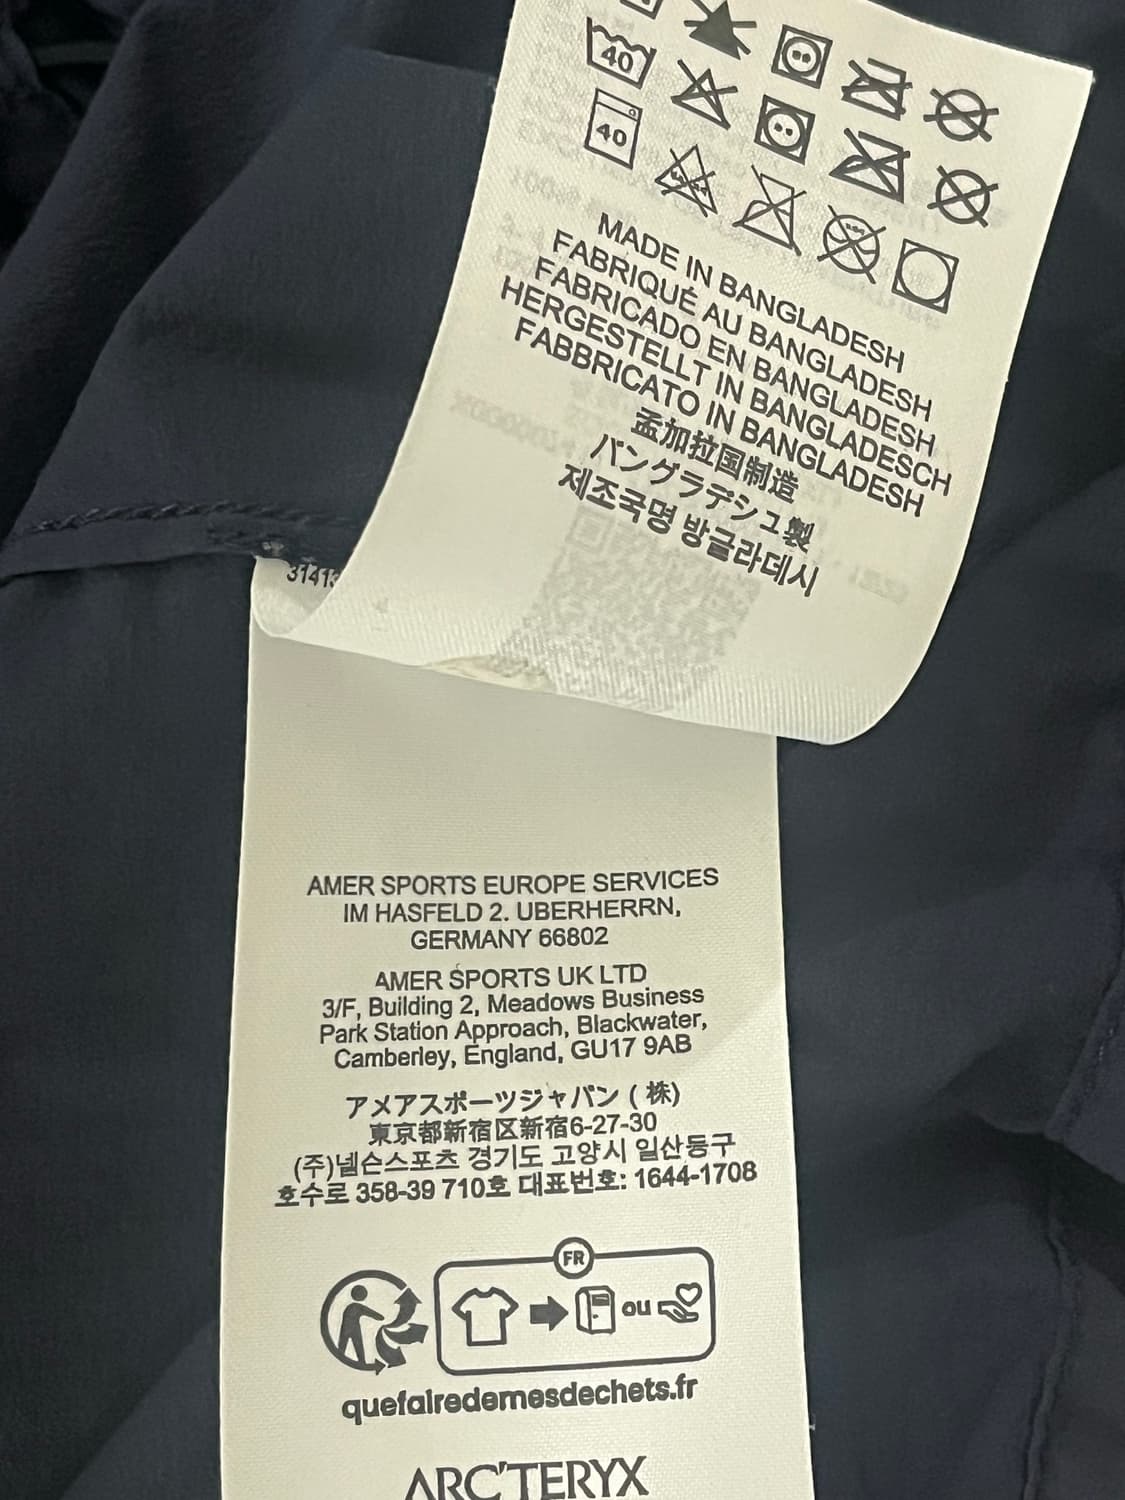 40
40
MADE IN BANGLADESH
FABRIQUÉ AU BANGLADESH
FABRICADO EN BANGLADESH
HERGESTELLT IN BANGLADESCH
FABBRICATO IN BANGLADESH
孟加拉国制造
バングラデシュ製
제조국명 방글라데시
AMER SPORTS EUROPE SERVICES
IM HASFELD 2. UBERHERRN,
GERMANY 66802
AMER SPORTS UK LTD
3/F, Building 2, Meadows Business
Park Station Approach, Blackwater,
Camberley, England, GU17 9AB
アメアスポーツジャパン ( 株)
東京都新宿区新宿6-27-30
(주)넬슨스포츠 경기도 고양시 일산동구
호수로 358-39 710호 대표번호: 1644-1708
FR
ou
quefairedemesdechets.fr
ARC'TERYX